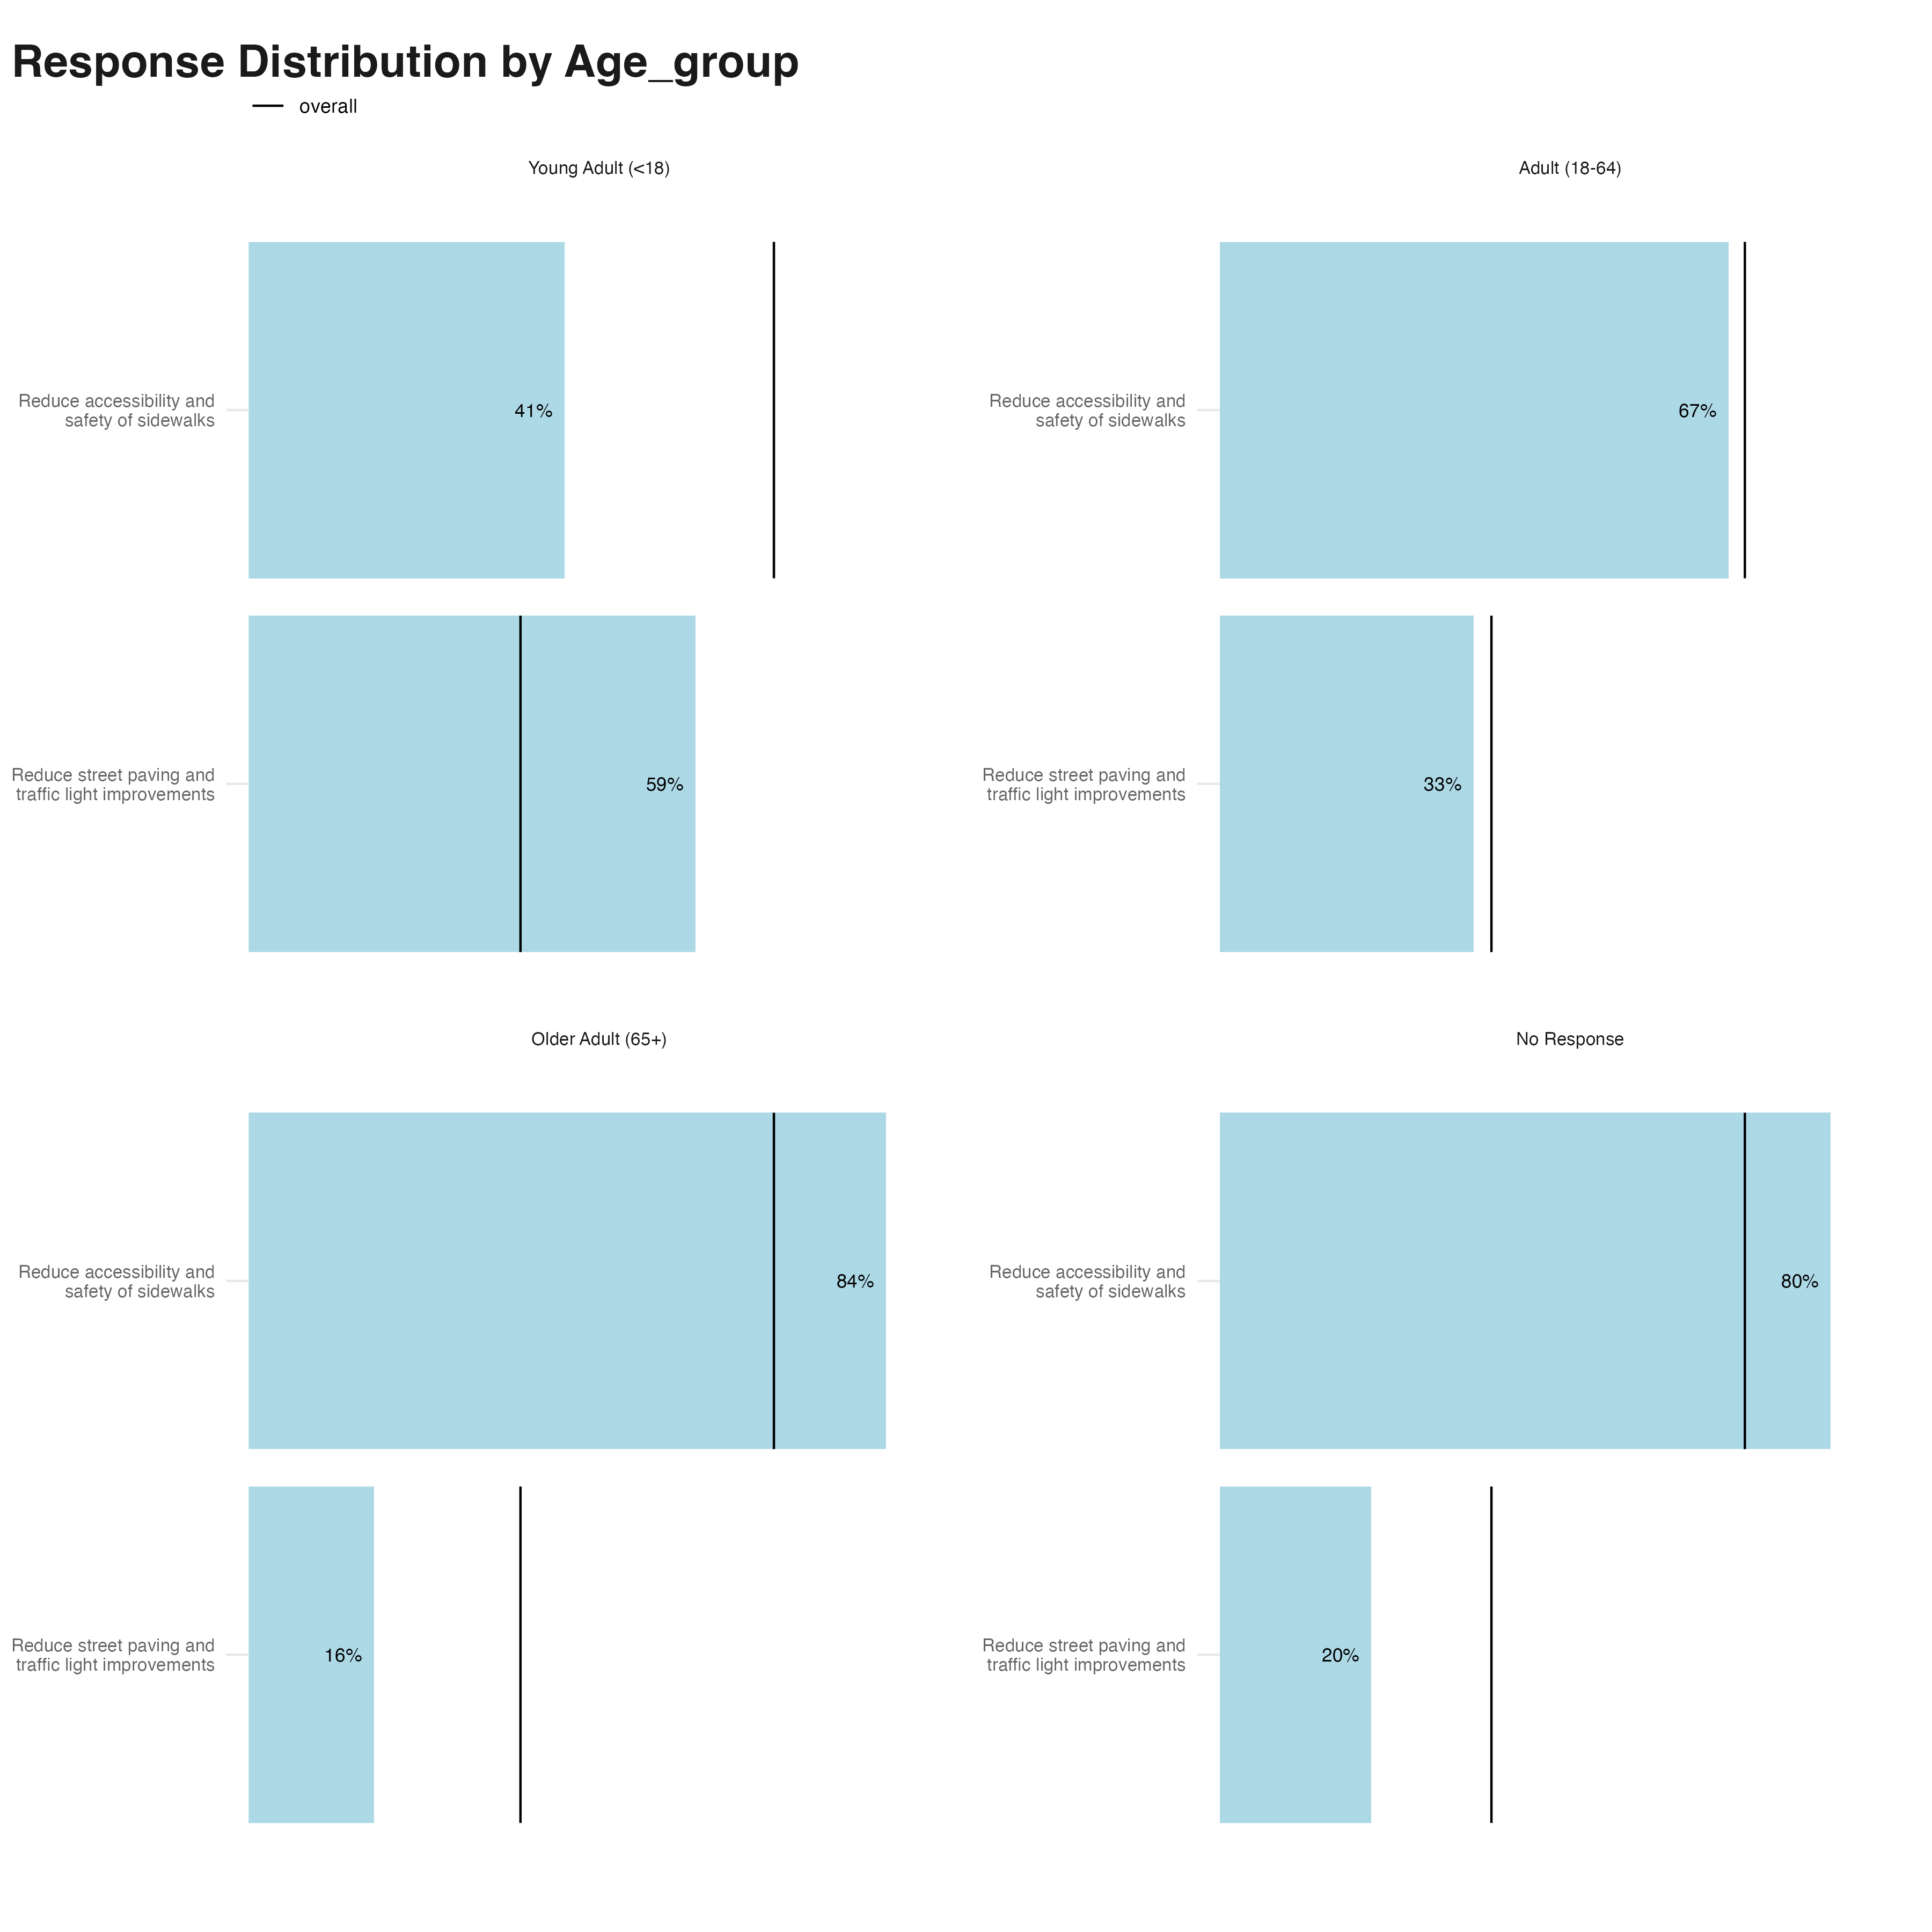 Response Distribution by Age_group
overall
Young Adult (<18)
Reduce accessibility and
safety of sidewalks
41%
Reduce street paving and
traffic light improvements
59%
Adult (18-64)
Reduce accessibility and
safety of sidewalks
67%
Reduce street paving and
traffic light improvements
33%
Older Adult (65+)
Reduce accessibility and
safety of sidewalks
84%
Reduce street paving and
traffic light improvements
16%
No Response
Reduce accessibility and
safety of sidewalks
80%
Reduce street paving and
traffic light improvements
20%